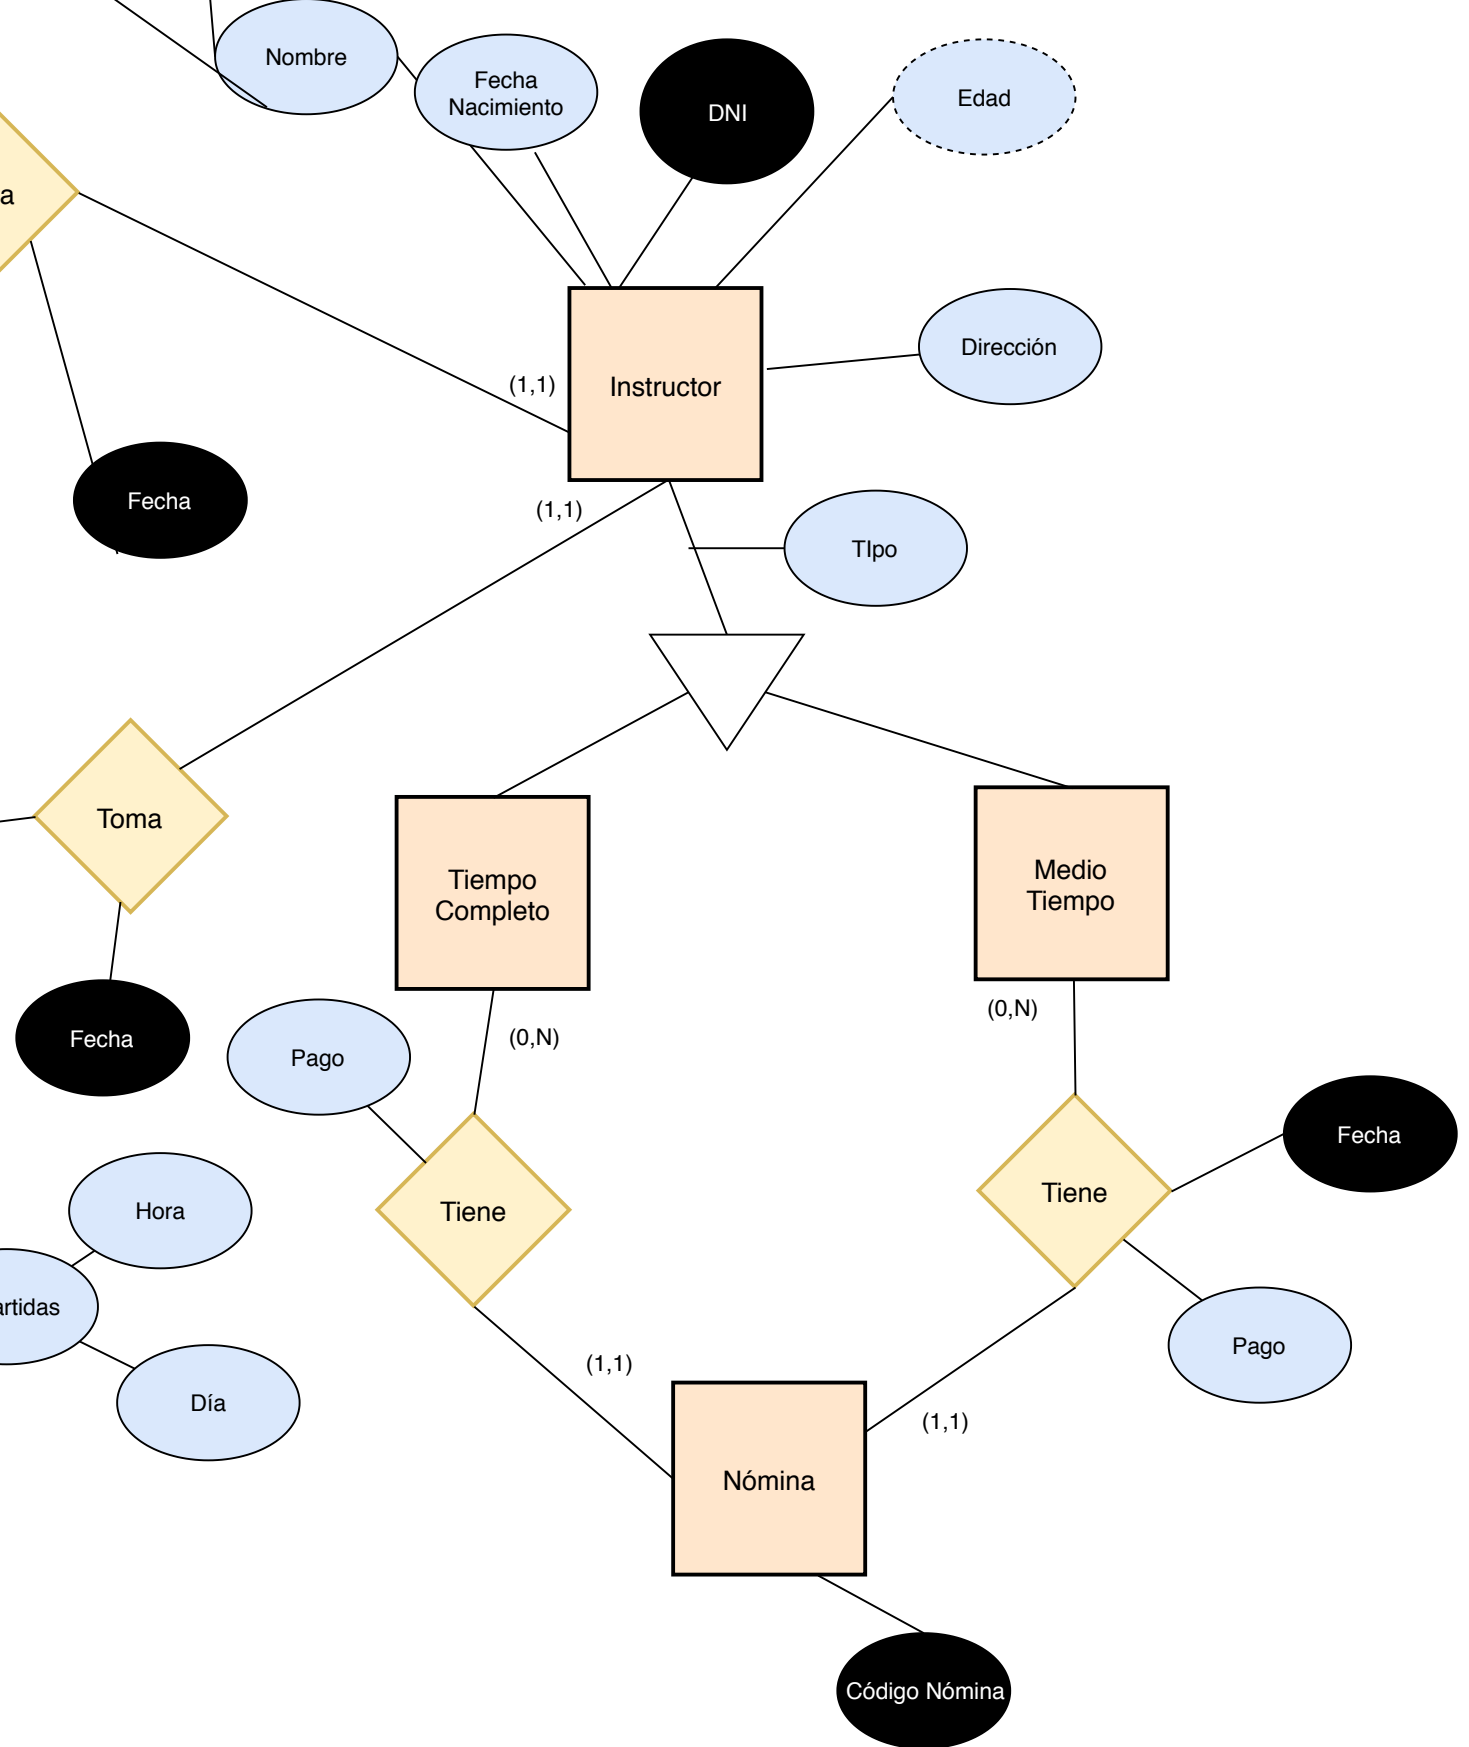 Nombre
Fecha
Nacimiento
DNI
Edad
a
Instructor
Dirección
(1,1)
Fecha
(1,1)
TIpo
Toma
Tiempo
Completo
Medio
Tiempo
(0,N)
(0,N)
Fecha
Pago
Fecha
Tiene
Tiene
Hora
artidas
Pago
(1,1)
Día
(1,1)
Nómina
Código Nómina